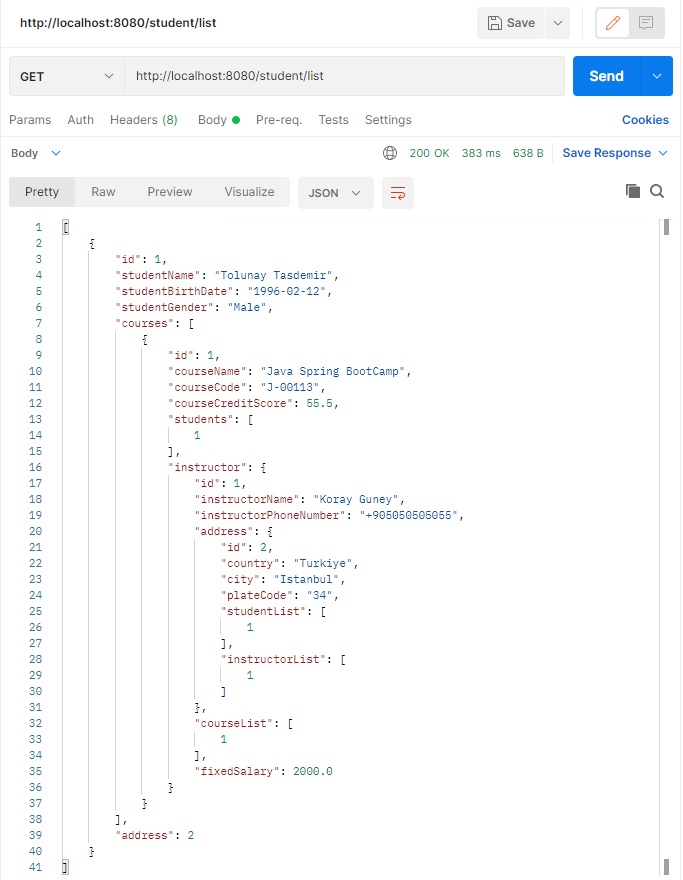 http://localhost:8080/student/list
Save
GET
http://localhost:8080/student/list
Send
Params Auth Headers (8) Body Pre-req. Tests Settings Cookies
Body 200 OK 383 ms 638 B Save Response
Pretty Raw Preview Visualize JSON
1 [
2 {
3 "id": 1,
4 "studentName": "Tolunay Tasdemir",
5 "studentBirthDate": "1996-02-12",
6 "studentGender": "Male",
7 "courses": [
8 {
9 "id": 1,
10 "courseName": "Java Spring BootCamp",
11 "courseCode": "J-00113",
12 "courseCreditScore": 55.5,
13 "students": [
14 1
15 ],
16 "instructor": {
17 "id": 1,
18 "instructorName": "Koray Guney",
19 "instructorPhoneNumber": "+905050505055",
20 "address": {
21 "id": 2,
22 "country": "Turkiye",
23 "city": "Istanbul",
24 "plateCode": "34",
25 "studentList": [
26 1
27 ],
28 "instructorList": [
29 1
30 ]
31 },
32 "courseList": [
33 1
34 ],
35 "fixedSalary": 2000.0
36 }
37 }
38 ],
39 "address": 2
40 }
41 ]